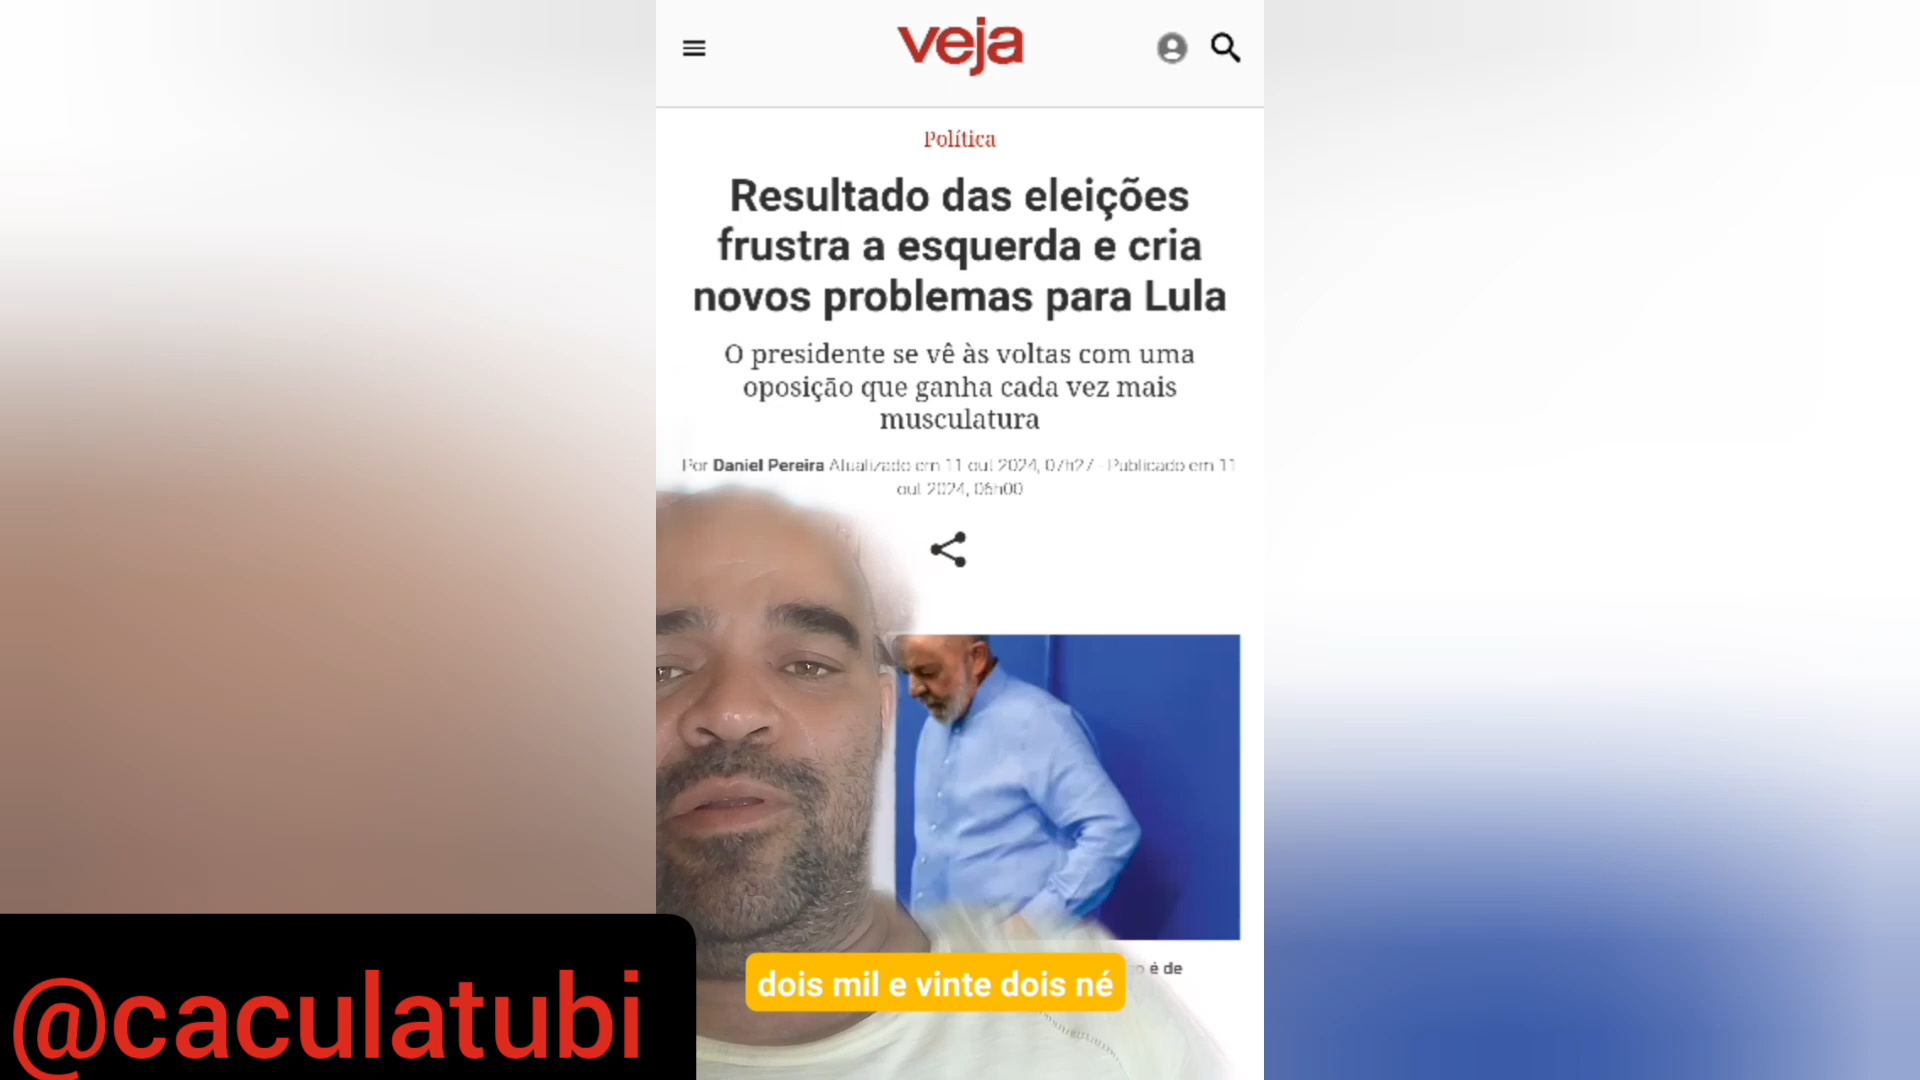 veja
Política
Resultado das eleições
frustra a esquerda e cria
novos problemas para Lula
O presidente se vê às voltas com uma
oposição que ganha cada vez mais
musculatura
Por Daniel Pereira Atualizado em 11 out 2024, 07h27 - Publicado em 11
out 2024, 06h00
é de
dois mil e vinte dois né
@caculatubi